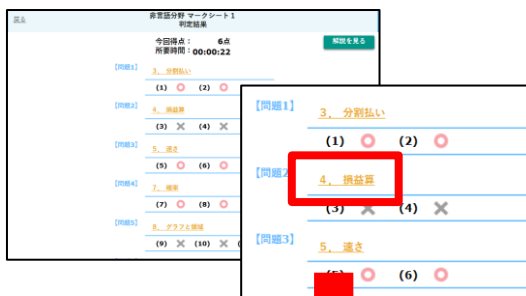 戻る
非言語分野 マークシート1
判定結果
今回得点： 6点
所要時間：00:00:22
解説を見る
【問題1】
3. 分割払い
(1) ○ (2) ○
【問題2】
4. 損益算
(3) × (4) ×
【問題3】
5. 速さ
(5) ○ (6) ○
【問題4】
7. 確率
(7) ○ (8) ○
【問題5】
8. グラフと領域
(9) × (10) × (
【問題1】
3. 分割払い
(1) ○ (2) ○
【問題2
4. 損益算
(3) × (4) ×
【問題3】
5. 速さ
(5) ○ (6) ○